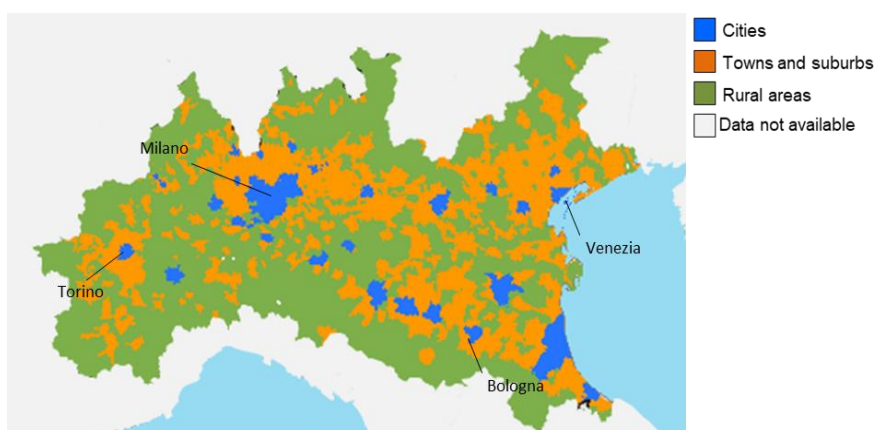 Cities
Towns and suburbs
Rural areas
Data not available
Milano
Venezia
Torino
Bologna